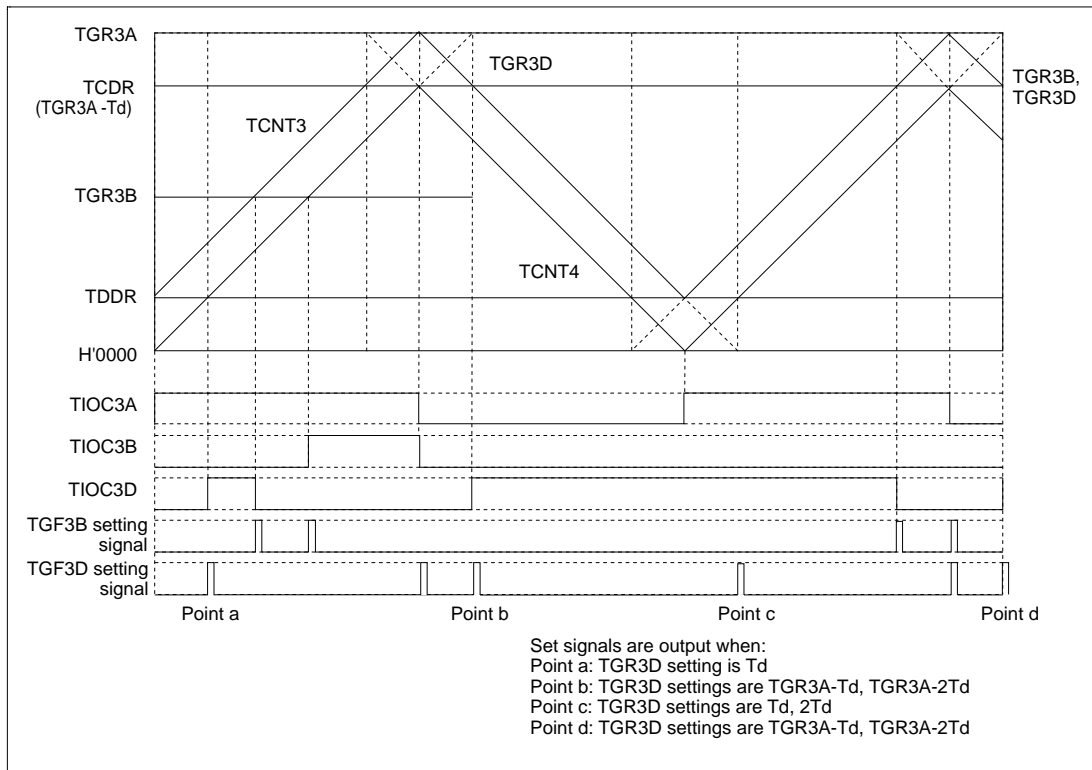 TGR3A
TCDR
(TGR3A -Td)
TGR3D
TGR3B,
TGR3D
TCNT3
TGR3B
TCNT4
TDDR
H'0000
TIOC3A
TIOC3B
TIOC3D
TGF3B setting
signal
TGF3D setting
signal
Point a
Point b
Point c
Point d
Set signals are output when:
Point a: TGR3D setting is Td
Point b: TGR3D settings are TGR3A-Td, TGR3A-2Td
Point c: TGR3D settings are Td, 2Td
Point d: TGR3D settings are TGR3A-Td, TGR3A-2Td